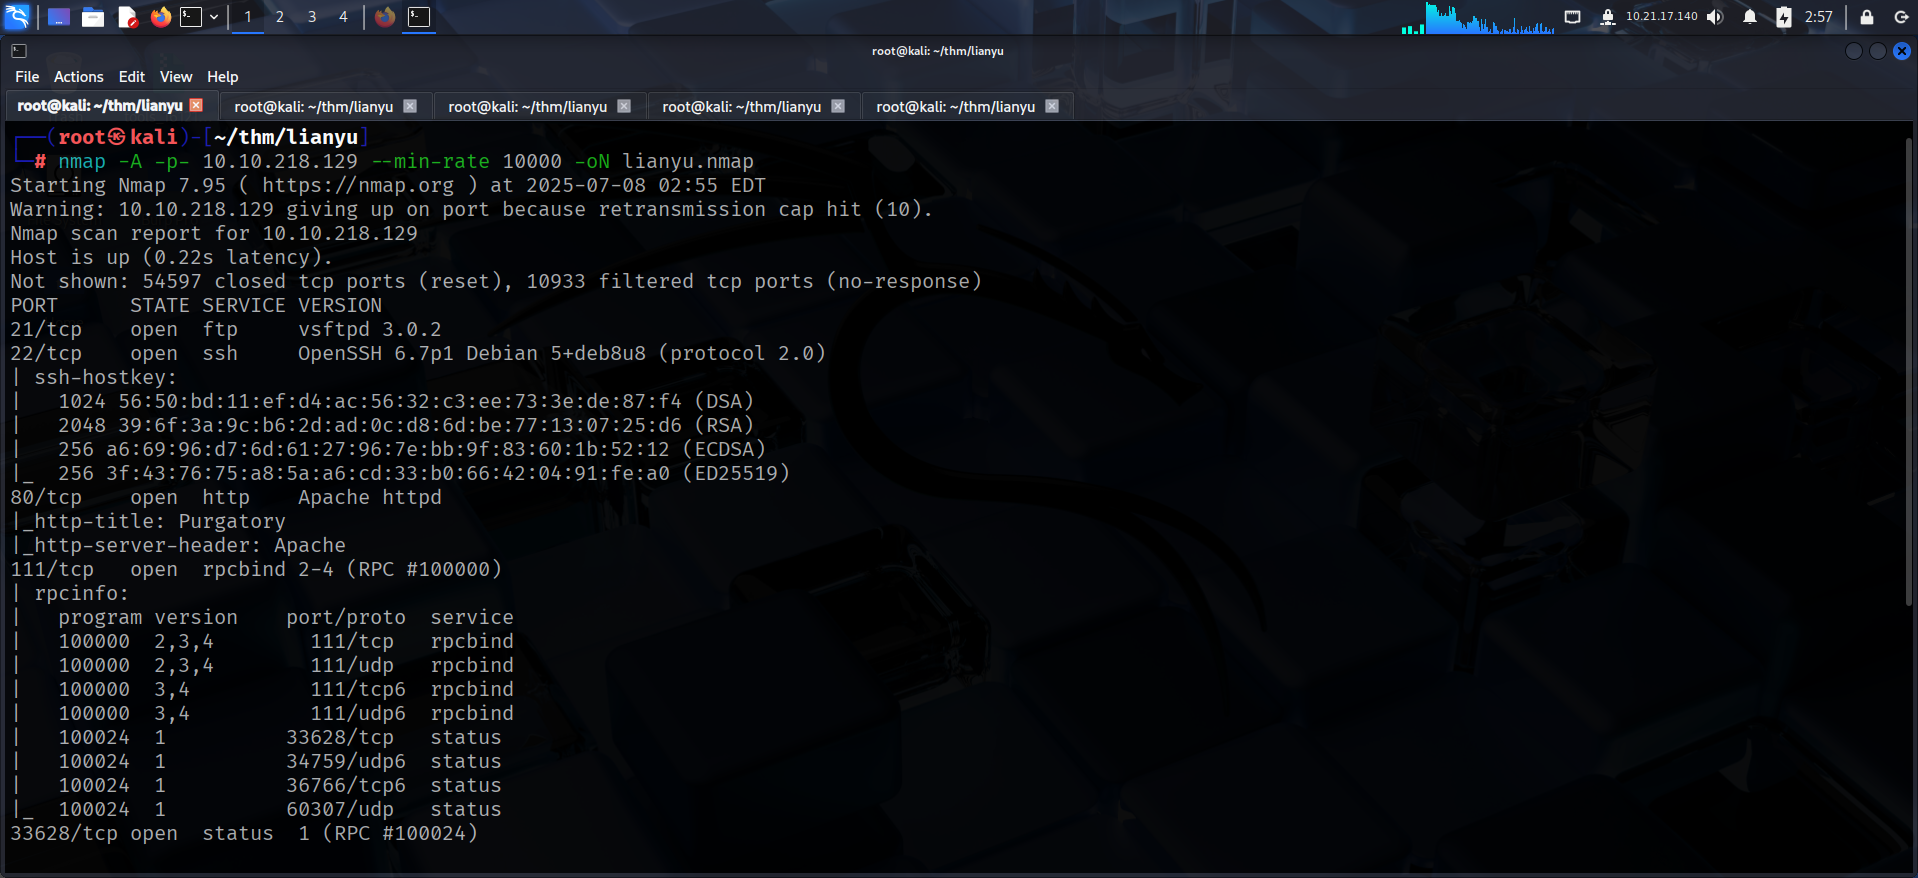 1 2 3 4 10.21.17.140 2:57
root@kali: ~/thm/lianyu
File Actions Edit View Help
root@kali: ~/thm/lianyu root@kali: ~/thm/lianyu root@kali: ~/thm/lianyu root@kali: ~/thm/lianyu root@kali: ~/thm/lianyu
┌──(root㉿kali)-[~/thm/lianyu]
└─# nmap -A -p- 10.10.218.129 --min-rate 10000 -oN lianyu.nmap
Starting Nmap 7.95 ( https://nmap.org ) at 2025-07-08 02:55 EDT
Warning: 10.10.218.129 giving up on port because retransmission cap hit (10).
Nmap scan report for 10.10.218.129
Host is up (0.22s latency).
Not shown: 54597 closed tcp ports (reset), 10933 filtered tcp ports (no-response)
PORT      STATE SERVICE VERSION
21/tcp    open  ftp     vsftpd 3.0.2
22/tcp    open  ssh     OpenSSH 6.7p1 Debian 5+deb8u8 (protocol 2.0)
| ssh-hostkey:
|   1024 56:50:bd:11:ef:d4:ac:56:32:c3:ee:73:3e:de:87:f4 (DSA)
|   2048 39:6f:3a:9c:b6:2d:ad:0c:d8:6d:be:77:13:07:25:d6 (RSA)
|   256 a6:69:96:d7:6d:61:27:96:7e:bb:9f:83:60:1b:52:12 (ECDSA)
|_  256 3f:43:76:75:a8:5a:a6:cd:33:b0:66:42:04:91:fe:a0 (ED25519)
80/tcp    open  http    Apache httpd
|_http-title: Purgatory
|_http-server-header: Apache
111/tcp   open  rpcbind 2-4 (RPC #100000)
| rpcinfo:
|   program version    port/proto  service
|   100000  2,3,4        111/tcp   rpcbind
|   100000  2,3,4        111/udp   rpcbind
|   100000  3,4          111/tcp6  rpcbind
|   100000  3,4          111/udp6  rpcbind
|   100024  1          33628/tcp   status
|   100024  1          34759/udp6  status
|   100024  1          36766/tcp6  status
|_  100024  1          60307/udp   status
33628/tcp open  status  1 (RPC #100024)